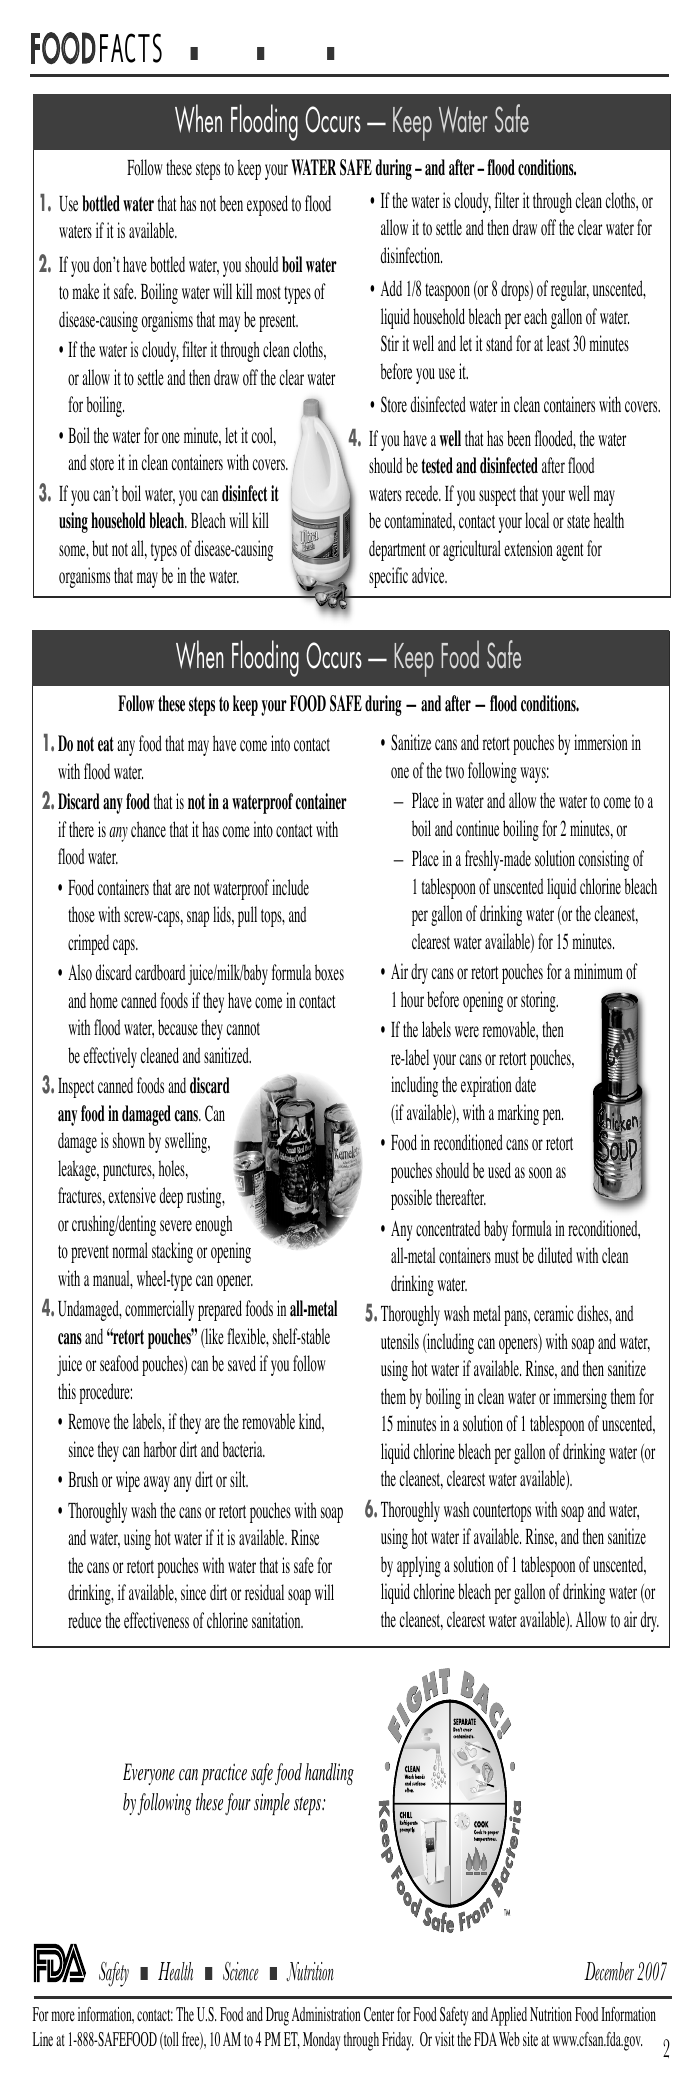 FOODFACTS
When Flooding Occurs — Keep Water Safe
Follow these steps to keep your WATER SAFE during – and after – flood conditions.
1. Use bottled water that has not been exposed to flood
waters if it is available.
2. If you don’t have bottled water, you should boil water
to make it safe. Boiling water will kill most types of
disease-causing organisms that may be present.
• If the water is cloudy, filter it through clean cloths,
or allow it to settle and then draw off the clear water
for boiling.
• Boil the water for one minute, let it cool,
and store it in clean containers with covers.
3. If you can’t boil water, you can disinfect it
using household bleach. Bleach will kill
some, but not all, types of disease-causing
organisms that may be in the water.
• If the water is cloudy, filter it through clean cloths, or
allow it to settle and then draw off the clear water for
disinfection.
• Add 1/8 teaspoon (or 8 drops) of regular, unscented,
liquid household bleach per each gallon of water.
Stir it well and let it stand for at least 30 minutes
before you use it.
• Store disinfected water in clean containers with covers.
4. If you have a well that has been flooded, the water
should be tested and disinfected after flood
waters recede. If you suspect that your well may
be contaminated, contact your local or state health
department or agricultural extension agent for
specific advice.
When Flooding Occurs — Keep Food Safe
Follow these steps to keep your FOOD SAFE during — and after — flood conditions.
1. Do not eat any food that may have come into contact
with flood water.
2. Discard any food that is not in a waterproof container
if there is any chance that it has come into contact with
flood water.
• Food containers that are not waterproof include
those with screw-caps, snap lids, pull tops, and
crimped caps.
• Also discard cardboard juice/milk/baby formula boxes
and home canned foods if they have come in contact
with flood water, because they cannot
be effectively cleaned and sanitized.
3. Inspect canned foods and discard
any food in damaged cans. Can
damage is shown by swelling,
leakage, punctures, holes,
fractures, extensive deep rusting,
or crushing/denting severe enough
to prevent normal stacking or opening
with a manual, wheel-type can opener.
4. Undamaged, commercially prepared foods in all-metal
cans and “retort pouches” (like flexible, shelf-stable
juice or seafood pouches) can be saved if you follow
this procedure:
• Remove the labels, if they are the removable kind,
since they can harbor dirt and bacteria.
• Brush or wipe away any dirt or silt.
• Thoroughly wash the cans or retort pouches with soap
and water, using hot water if it is available. Rinse
the cans or retort pouches with water that is safe for
drinking, if available, since dirt or residual soap will
reduce the effectiveness of chlorine sanitation.
• Sanitize cans and retort pouches by immersion in
one of the two following ways:
– Place in water and allow the water to come to a
boil and continue boiling for 2 minutes, or
– Place in a freshly-made solution consisting of
1 tablespoon of unscented liquid chlorine bleach
per gallon of drinking water (or the cleanest,
clearest water available) for 15 minutes.
• Air dry cans or retort pouches for a minimum of
1 hour before opening or storing.
• If the labels were removable, then
re-label your cans or retort pouches,
including the expiration date
(if available), with a marking pen.
• Food in reconditioned cans or retort
pouches should be used as soon as
possible thereafter.
• Any concentrated baby formula in reconditioned,
all-metal containers must be diluted with clean
drinking water.
Corn
Chicken
Soup
5. Thoroughly wash metal pans, ceramic dishes, and
utensils (including can openers) with soap and water,
using hot water if available. Rinse, and then sanitize
them by boiling in clean water or immersing them for
15 minutes in a solution of 1 tablespoon of unscented,
liquid chlorine bleach per gallon of drinking water (or
the cleanest, clearest water available).
6. Thoroughly wash countertops with soap and water,
using hot water if available. Rinse, and then sanitize
by applying a solution of 1 tablespoon of unscented,
liquid chlorine bleach per gallon of drinking water (or
the cleanest, clearest water available). Allow to air dry.
Everyone can practice safe food handling
by following these four simple steps:
FIGHT BAC!
SEPARATE
Don't cross-
contaminate.
CLEAN
Wash hands
and surfaces
often.
CHILL
Refrigerate
promptly.
COOK
Cook to proper
temperatures.
Keep Food Safe From Bacteria
TM
FDA Safety ■ Health ■ Science ■ Nutrition
December 2007
For more information, contact: The U.S. Food and Drug Administration Center for Food Safety and Applied Nutrition Food Information
Line at 1-888-SAFEFOOD (toll free), 10 AM to 4 PM ET, Monday through Friday. Or visit the FDA Web site at www.cfsan.fda.gov.
2